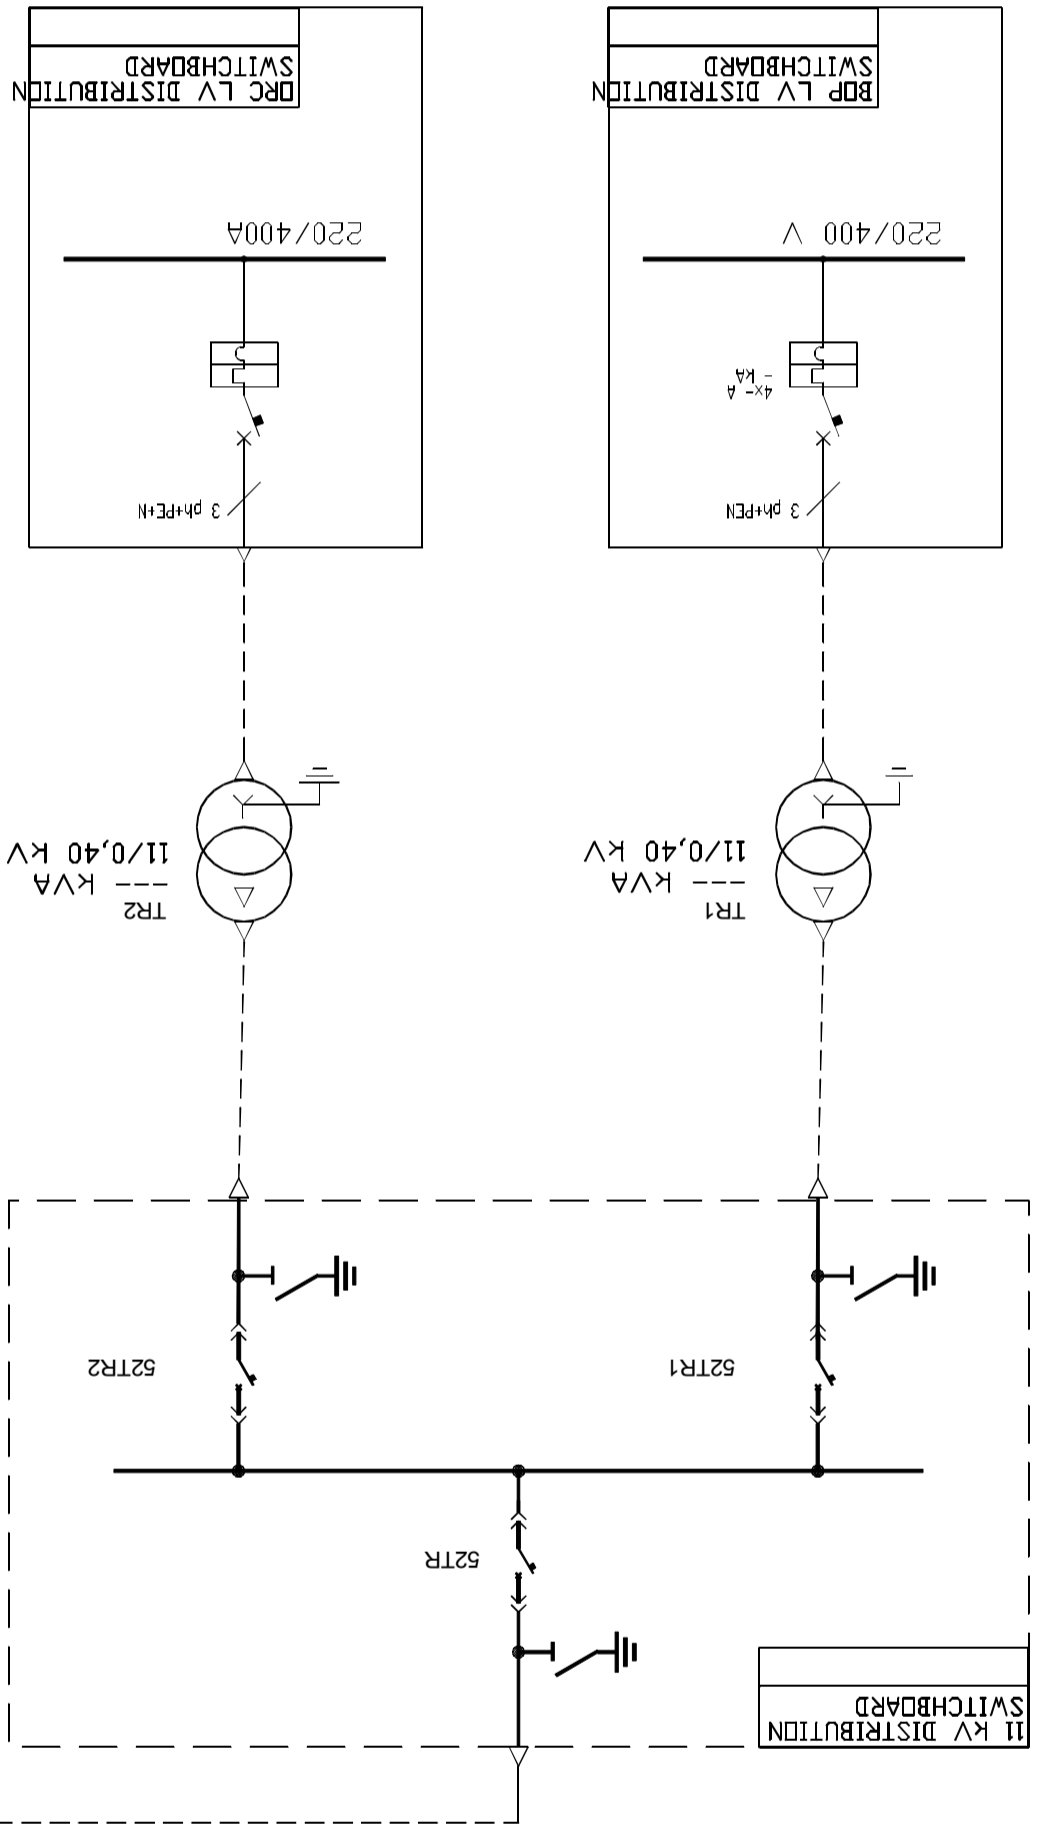 11 kV DISTRIBUTION
SWITCHBOARD
52TR
52TR1
52TR2
TR1
--- kVA
11/0,40 kV
TR2
--- kVA
11/0,40 kV
3 ph+PEN
3 ph+PE+N
4x- A
- kA
220/400 V
220/400A
BOP LV DISTRIBUTION
SWITCHBOARD
ORC LV DISTRIBUTION
SWITCHBOARD